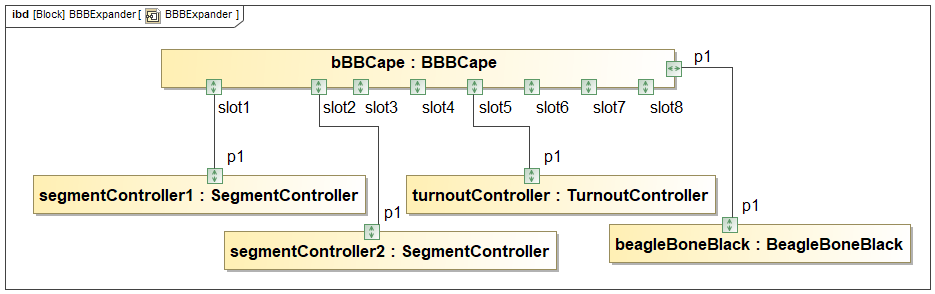 ibd [Block] BBBExpander [ BBBExpander ]
bBBCape : BBBCape
p1
slot1
slot2
slot3
slot4
slot5
slot6
slot7
slot8
p1
p1
segmentController1 : SegmentController
turnoutController : TurnoutController
p1
p1
segmentController2 : SegmentController
beagleBoneBlack : BeagleBoneBlack